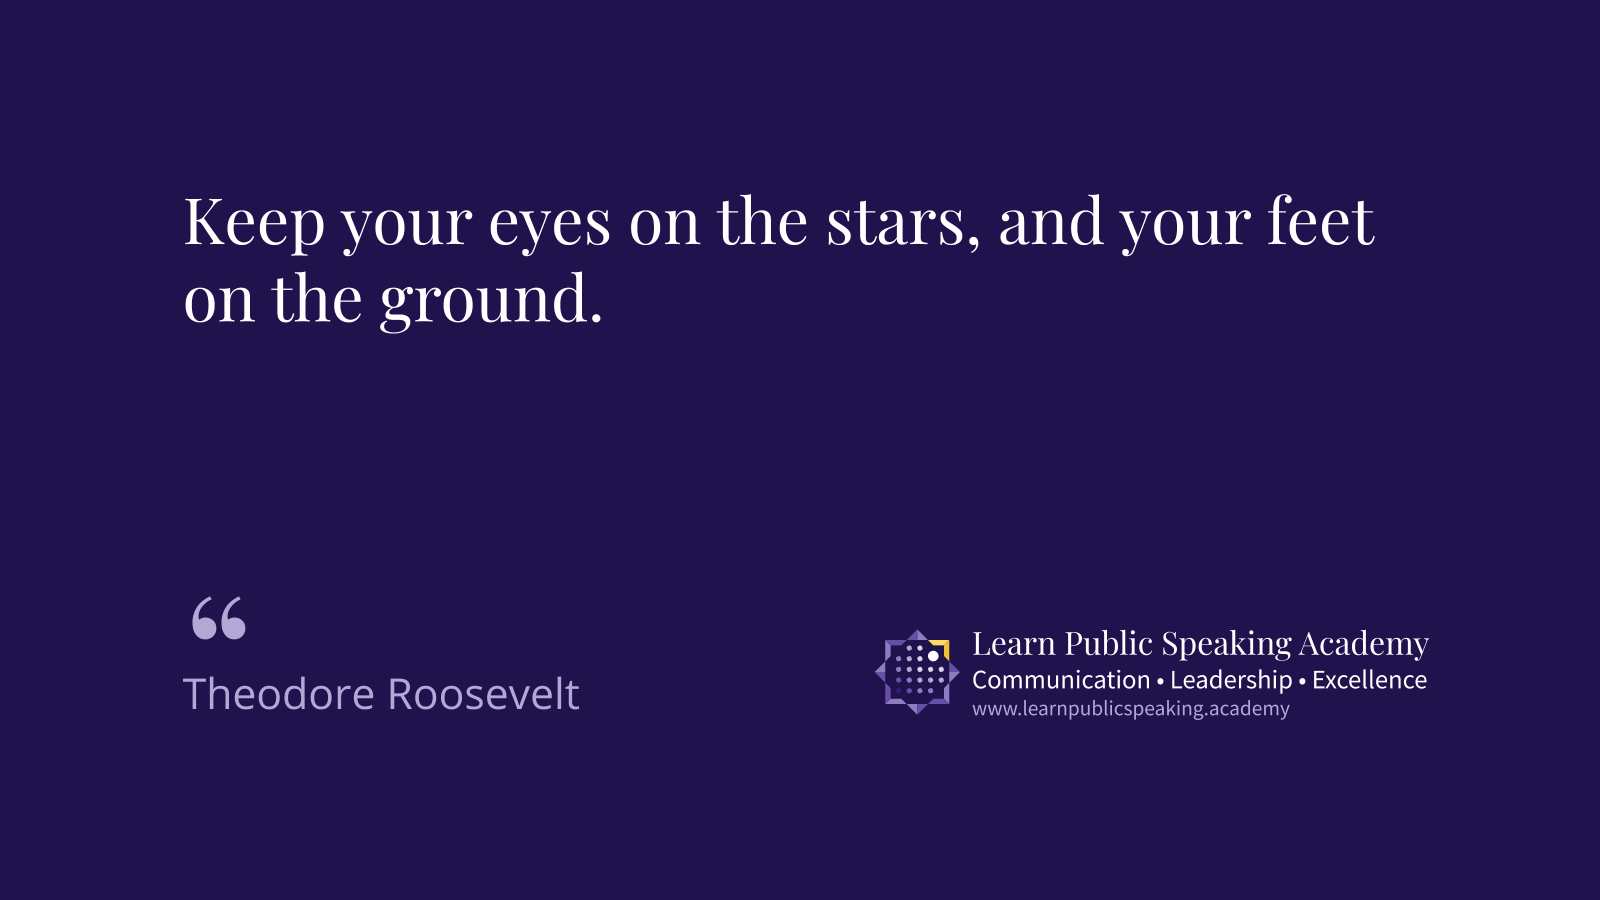 Keep your eyes on the stars, and your feet
on the ground.
“
Theodore Roosevelt
Learn Public Speaking Academy
Communication • Leadership • Excellence
www.learnpublicspeaking.academy